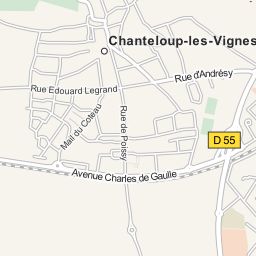 Chanteloup-les-Vignes
Rue d'Andrésy
Rue Edouard Legrand
Mail du Coteau
Rue de Poissy
D 55
Avenue Charles de Gaulle